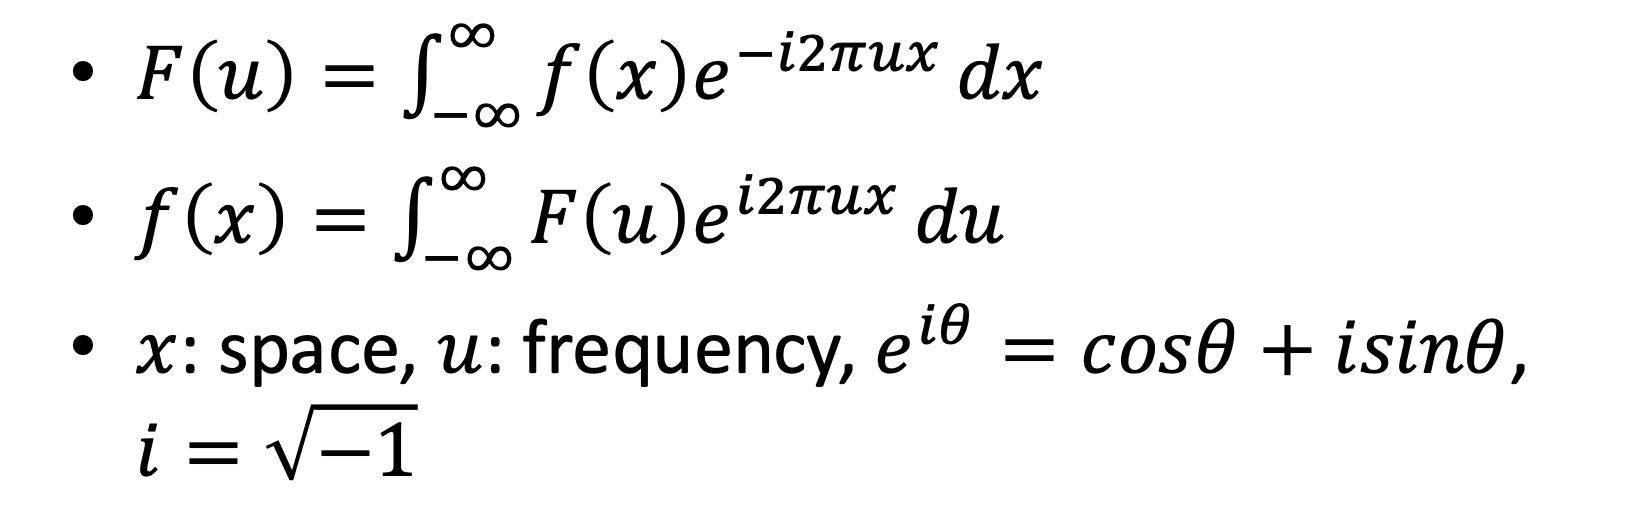 • F(u) = ∫_{-∞}^{∞} f(x)e^{-i2πux} dx
• f(x) = ∫_{-∞}^{∞} F(u)e^{i2πux} du
• x: space, u: frequency, e^{iθ} = cosθ + isinθ,
i = √-1